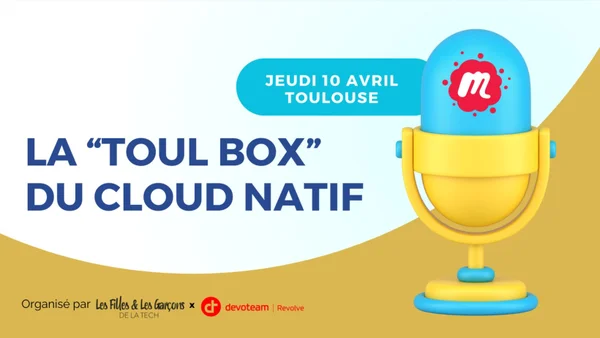 JEUDI 10 AVRIL
TOULOUSE
LA “TOUL BOX”
DU CLOUD NATIF
Organisé par Les Filles & Les Garçons DE LA TECH x devoteam | Revolve
m